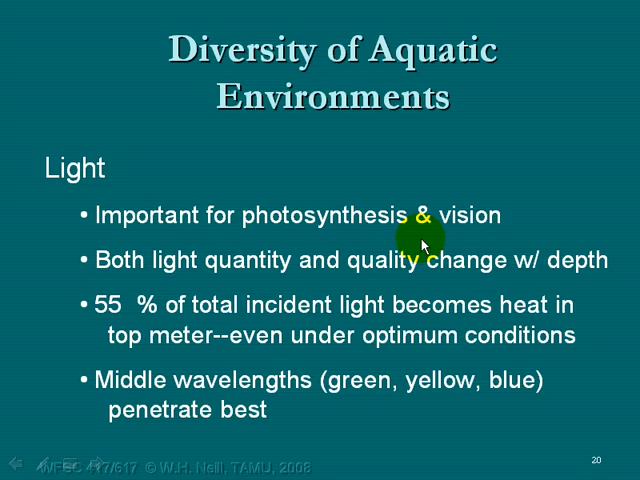 Diversity of Aquatic
Environments
Light
• Important for photosynthesis & vision
• Both light quantity and quality change w/ depth
• 55 % of total incident light becomes heat in
top meter--even under optimum conditions
• Middle wavelengths (green, yellow, blue)
penetrate best
WFSC 417/617 © W.H. Neill, TAMU, 2008
20